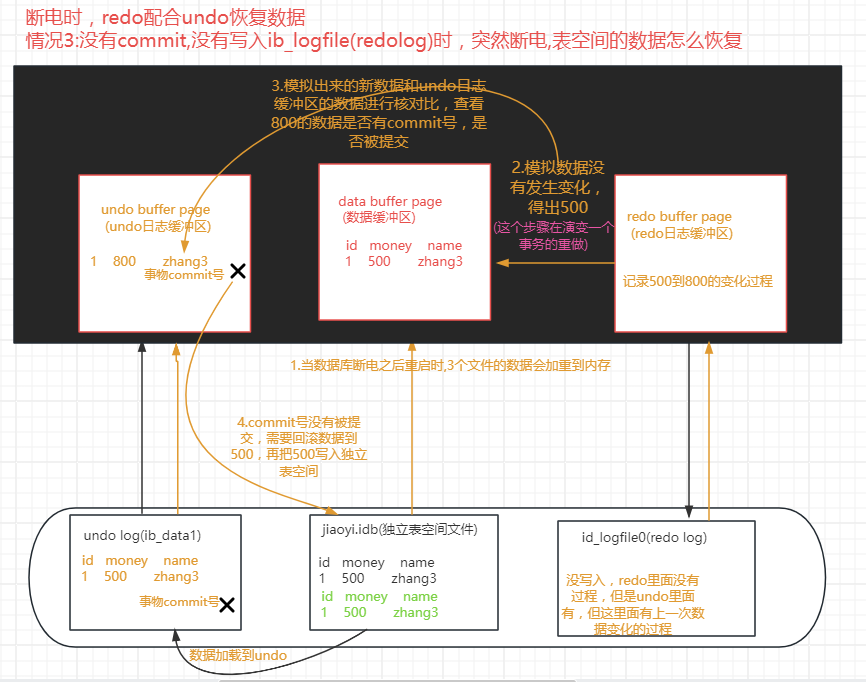 断电时，redo配合undo恢复数据
情况3:没有commit,没有写入ib_logfile(redolog)时，突然断电,表空间的数据怎么恢复
3.模拟出来的新数据和undo日志
缓冲区的数据进行核对比，查看
800的数据是否有commit号，是
否被提交
2.模拟数据没
有发生变化，
得出500
(这个步骤在演变一个
事务的重做)
undo buffer page
(undo日志缓冲区)
1 800 zhang3
事物commit号
data buffer page
(数据缓冲区)
id money name
1 500 zhang3
redo buffer page
(redo日志缓冲区)
记录500到800的变化过程
1.当数据库断电之后重启时,3个文件的数据会加重到内存
4.commit号没有被提
交，需要回滚数据到
500，再把500写入独立
表空间
undo log(ib_data1)
id money name
1 500 zhang3
事物commit号
jiaoyi.idb(独立表空间文件)
id money name
1 500 zhang3
id money name
1 500 zhang3
id_logfile0(redo log)
没写入，redo里面没有
过程，但是undo里面
有，但这里面有上一次数
据变化的过程
数据加载到undo